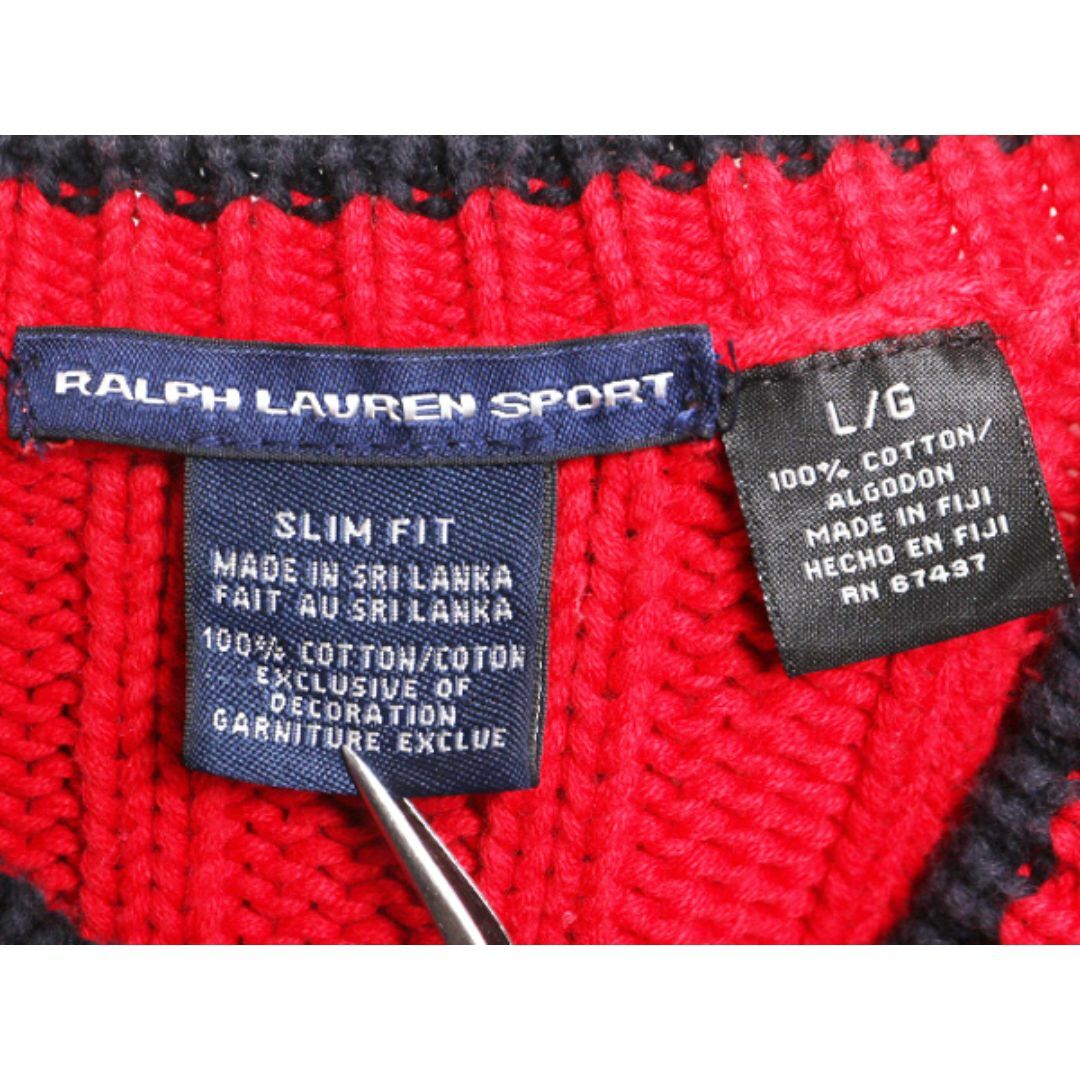 RALPH LAUREN SPORT
SLIM FIT
MADE IN SRI LANKA
FAIT AU SRI LANKA
100% COTTON/COTON
EXCLUSIVE OF
DECORATION
GARNITURE EXCLUE
L/G
100% COTTON/
ALGODON
MADE IN FIJI
HECHO EN FIJI
RN 67437